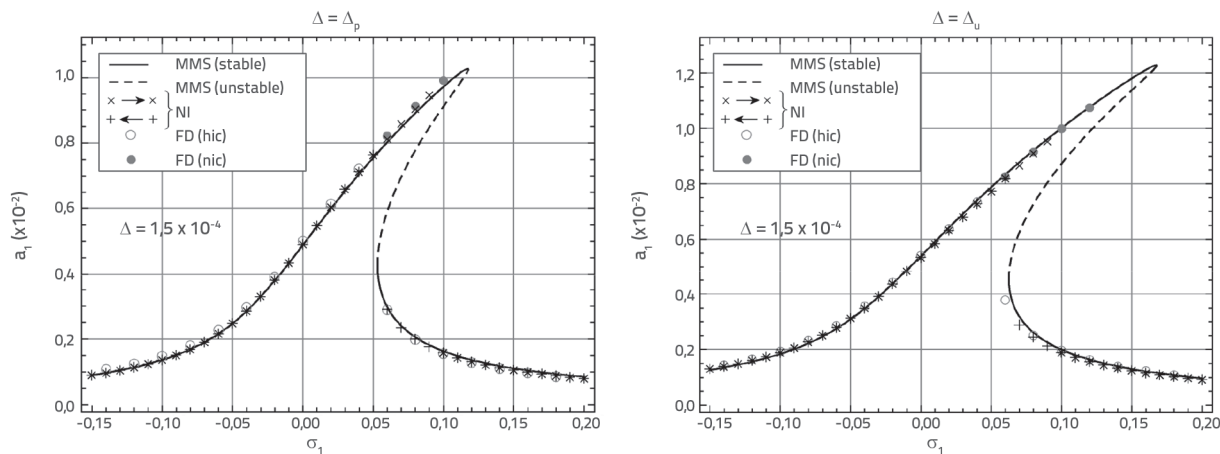 Δ = Δp
MMS (stable)
MMS (unstable)
NI
FD (hic)
FD (nic)
Δ = 1,5 x 10⁻⁴
a₁ (x10⁻²)
1,0
0,8
0,6
0,4
0,2
0,0
-0,15 -0,10 -0,05 0,00 0,05 0,10 0,15 0,20
σ₁
Δ = Δu
MMS (stable)
MMS (unstable)
NI
FD (hic)
FD (nic)
Δ = 1,5 x 10⁻⁴
a₁ (x10⁻²)
1,2
1,0
0,8
0,6
0,4
0,2
0,0
-0,15 -0,10 -0,05 0,00 0,05 0,10 0,15 0,20
σ₁